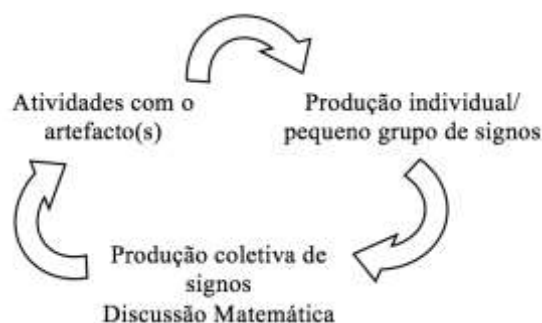 Atividades com o
artefacto(s)
Produção individual/
pequeno grupo de signos
Produção coletiva de
signos
Discussão Matemática